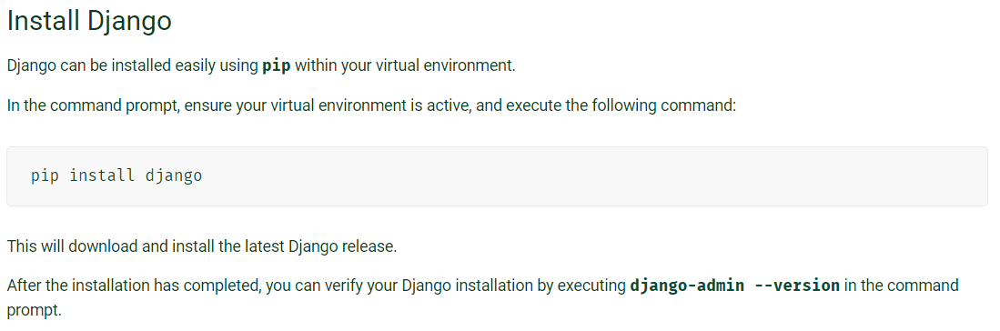 Install Django
Django can be installed easily using pip within your virtual environment.
In the command prompt, ensure your virtual environment is active, and execute the following command:
pip install django
This will download and install the latest Django release.
After the installation has completed, you can verify your Django installation by executing django-admin --version in the command
prompt.